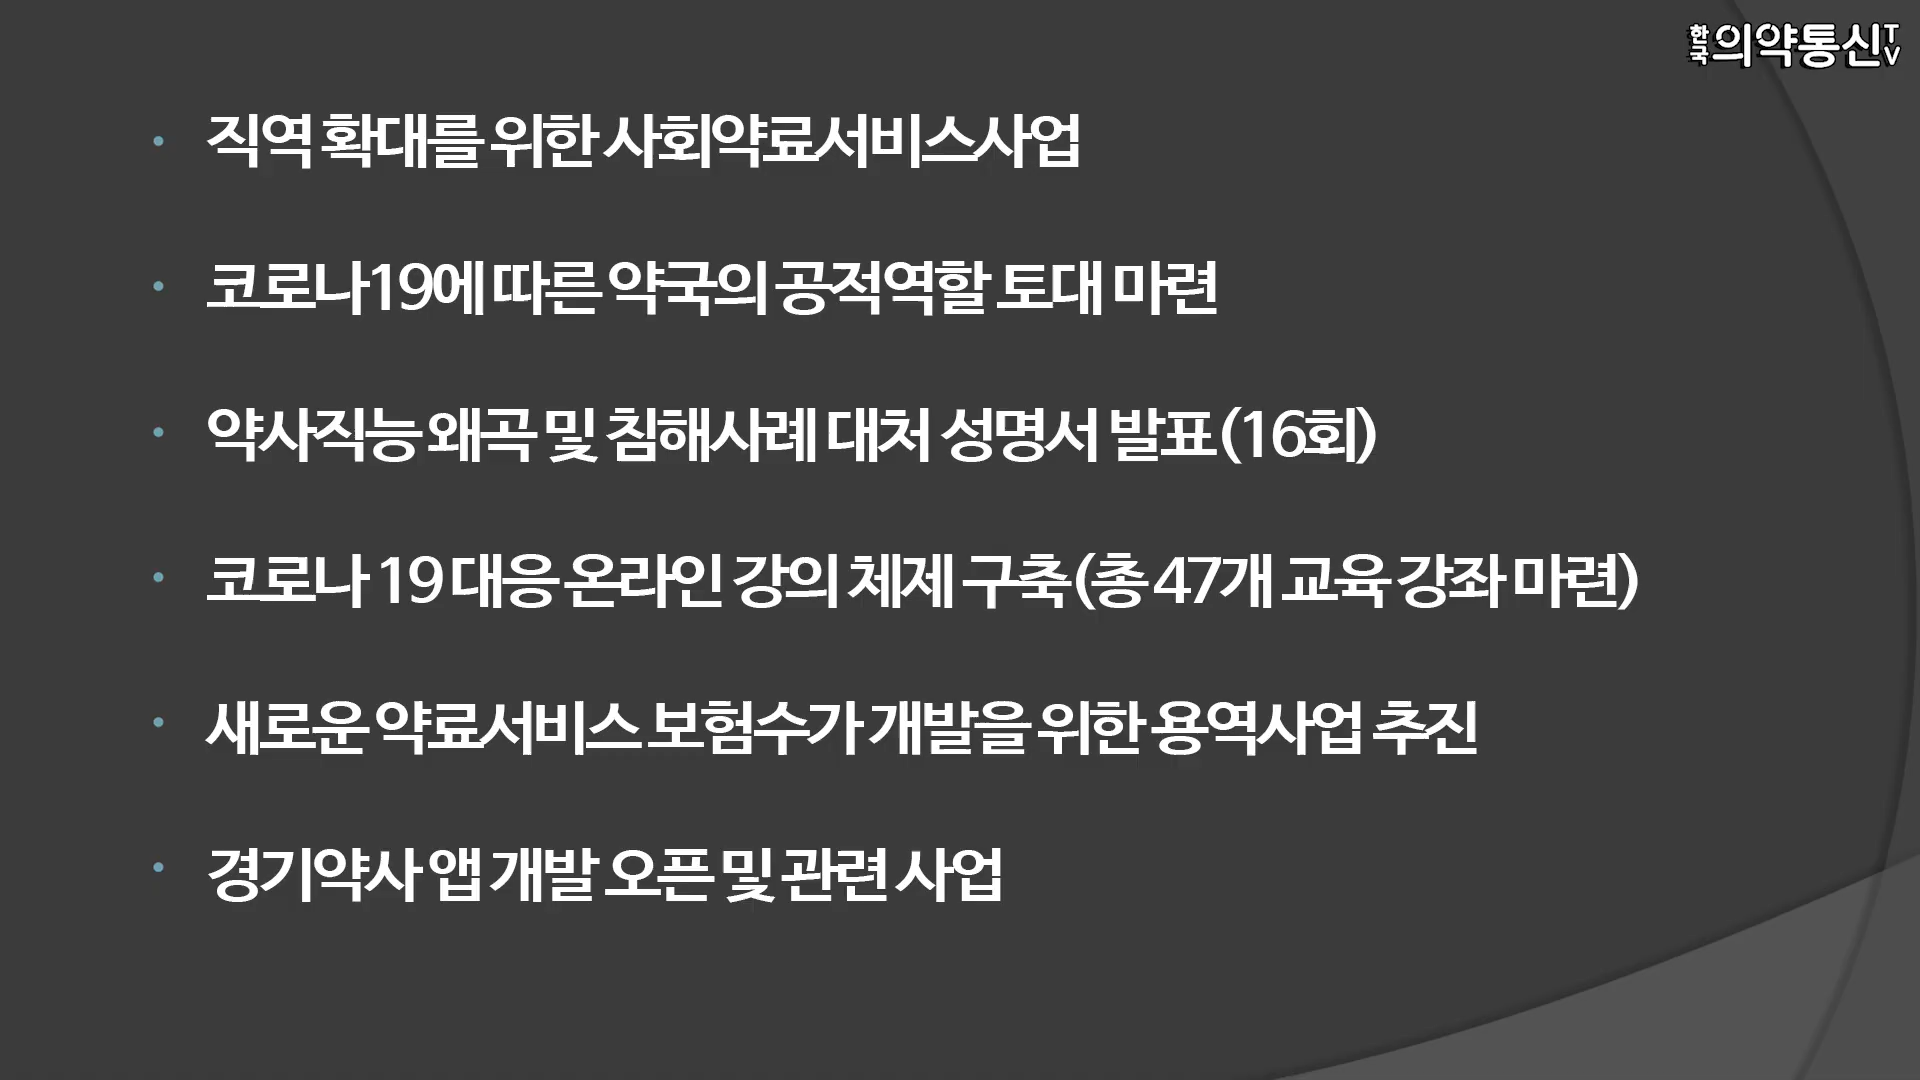 한국의약통신TV
• 직역 확대를 위한 사회약료서비스사업
• 코로나19에 따른 약국의 공적역할 토대 마련
• 약사직능 왜곡 및 침해사례 대처 성명서 발표(16회)
• 코로나 19 대응 온라인 강의 체제 구축(총 47개 교육 강좌 마련)
• 새로운 약료서비스 보험수가 개발을 위한 용역사업 추진
• 경기약사 앱 개발 오픈 및 관련 사업